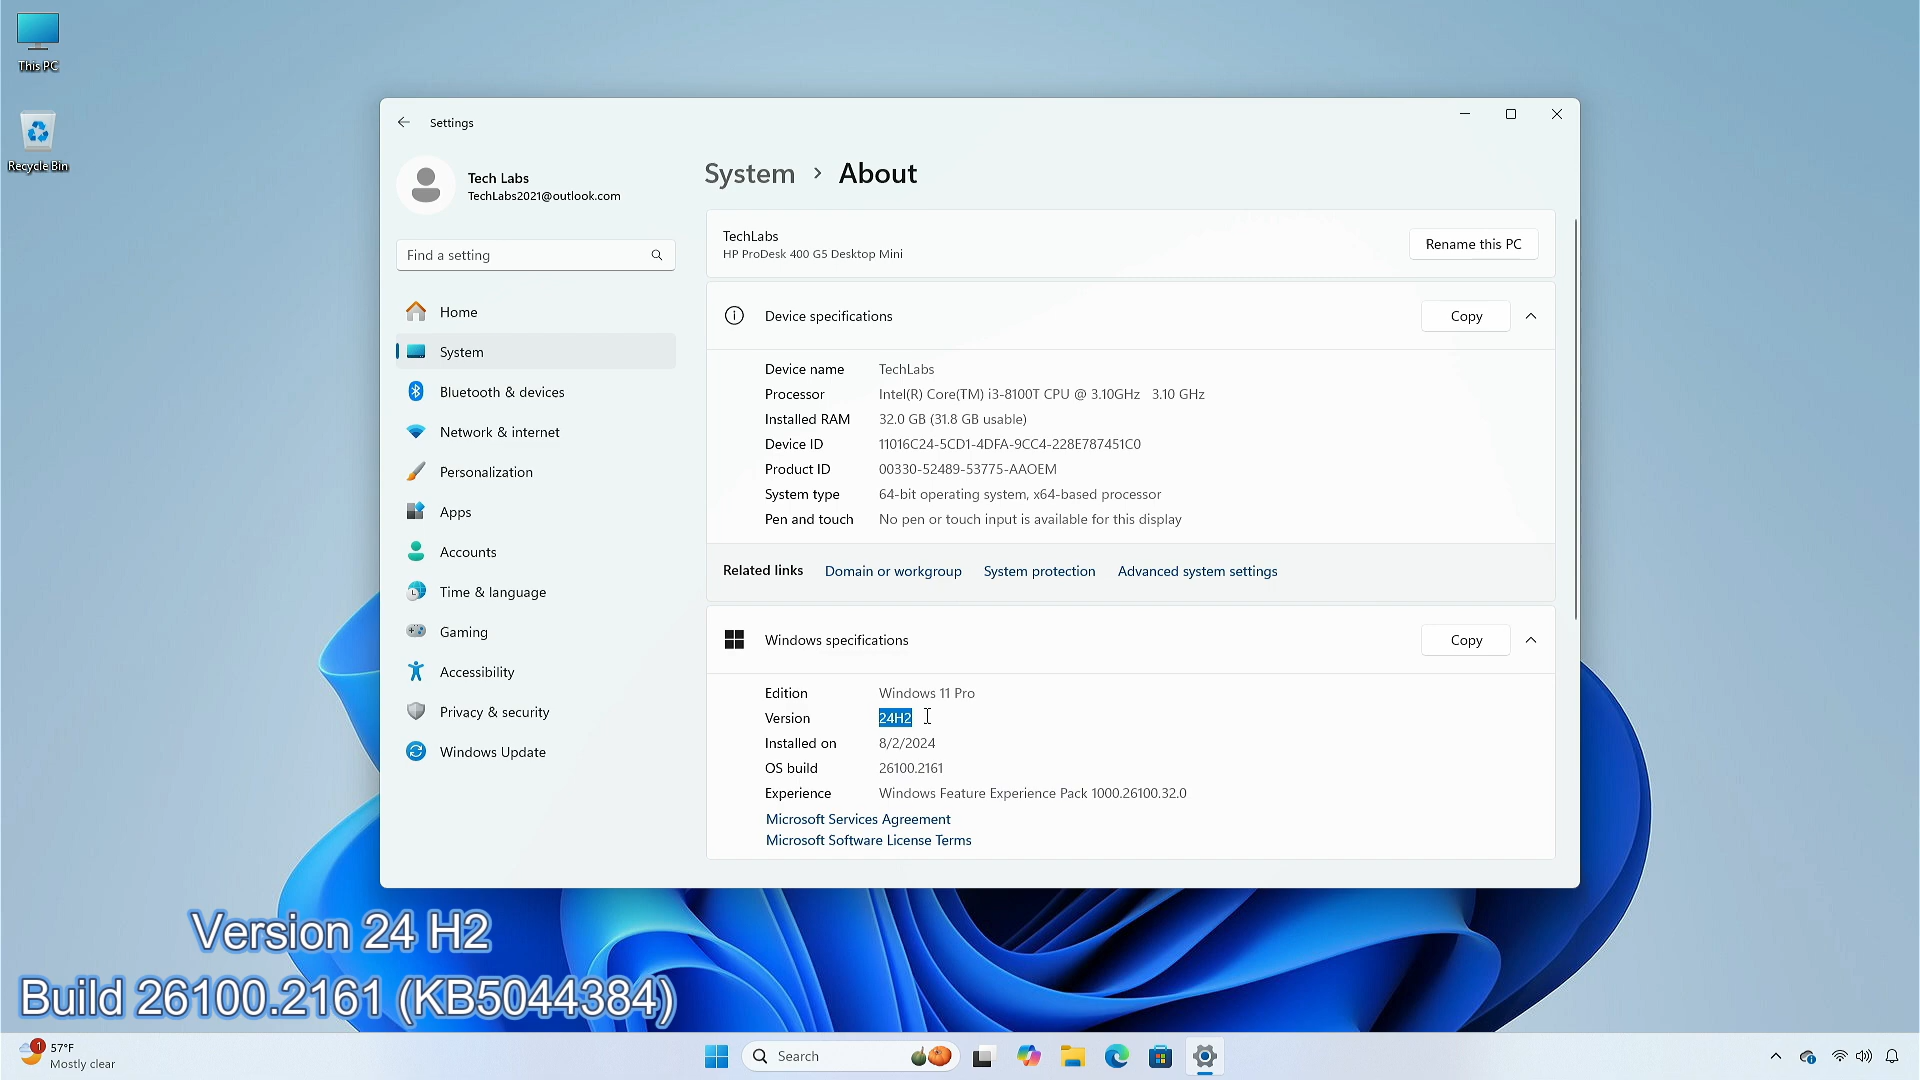 This PC
Recycle Bin
Settings
Tech Labs
TechLabs2021@outlook.com
Find a setting
Home
System
Bluetooth & devices
Network & internet
Personalization
Apps
Accounts
Time & language
Gaming
Accessibility
Privacy & security
Windows Update
System > About
TechLabs
HP ProDesk 400 G5 Desktop Mini
Rename this PC
Device specifications
Copy
Device name TechLabs
Processor Intel(R) Core(TM) i3-8100T CPU @ 3.10GHz 3.10 GHz
Installed RAM 32.0 GB (31.8 GB usable)
Device ID 11016C24-5CD1-4DFA-9CC4-228E787451C0
Product ID 00330-52489-53775-AAOEM
System type 64-bit operating system, x64-based processor
Pen and touch No pen or touch input is available for this display
Related links Domain or workgroup System protection Advanced system settings
Windows specifications
Copy
Edition Windows 11 Pro
Version 24H2
Installed on 8/2/2024
OS build 26100.2161
Experience Windows Feature Experience Pack 1000.26100.32.0
Microsoft Services Agreement
Microsoft Software License Terms
Version 24 H2
Build 26100.2161 (KB5044384)
1
57°F
Mostly clear
Search